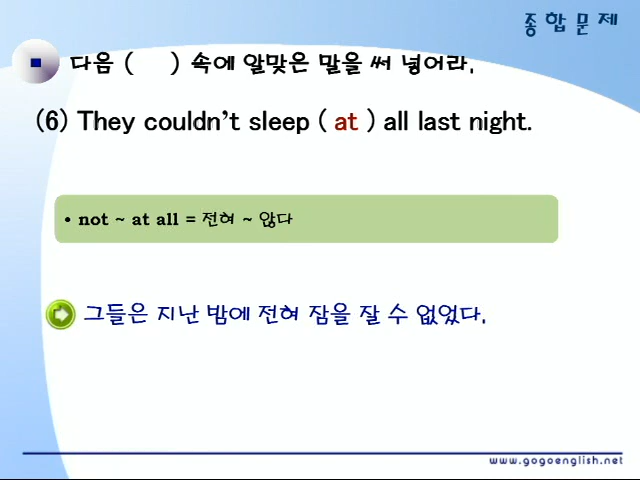 종합문제
다음 ( ) 속에 알맞은 말을 써 넣어라.
(6) They couldn't sleep ( at ) all last night.
• not ~ at all = 전혀 ~ 않다
그들은 지난 밤에 전혀 잠을 잘 수 없었다.
www.gogoenglish.net